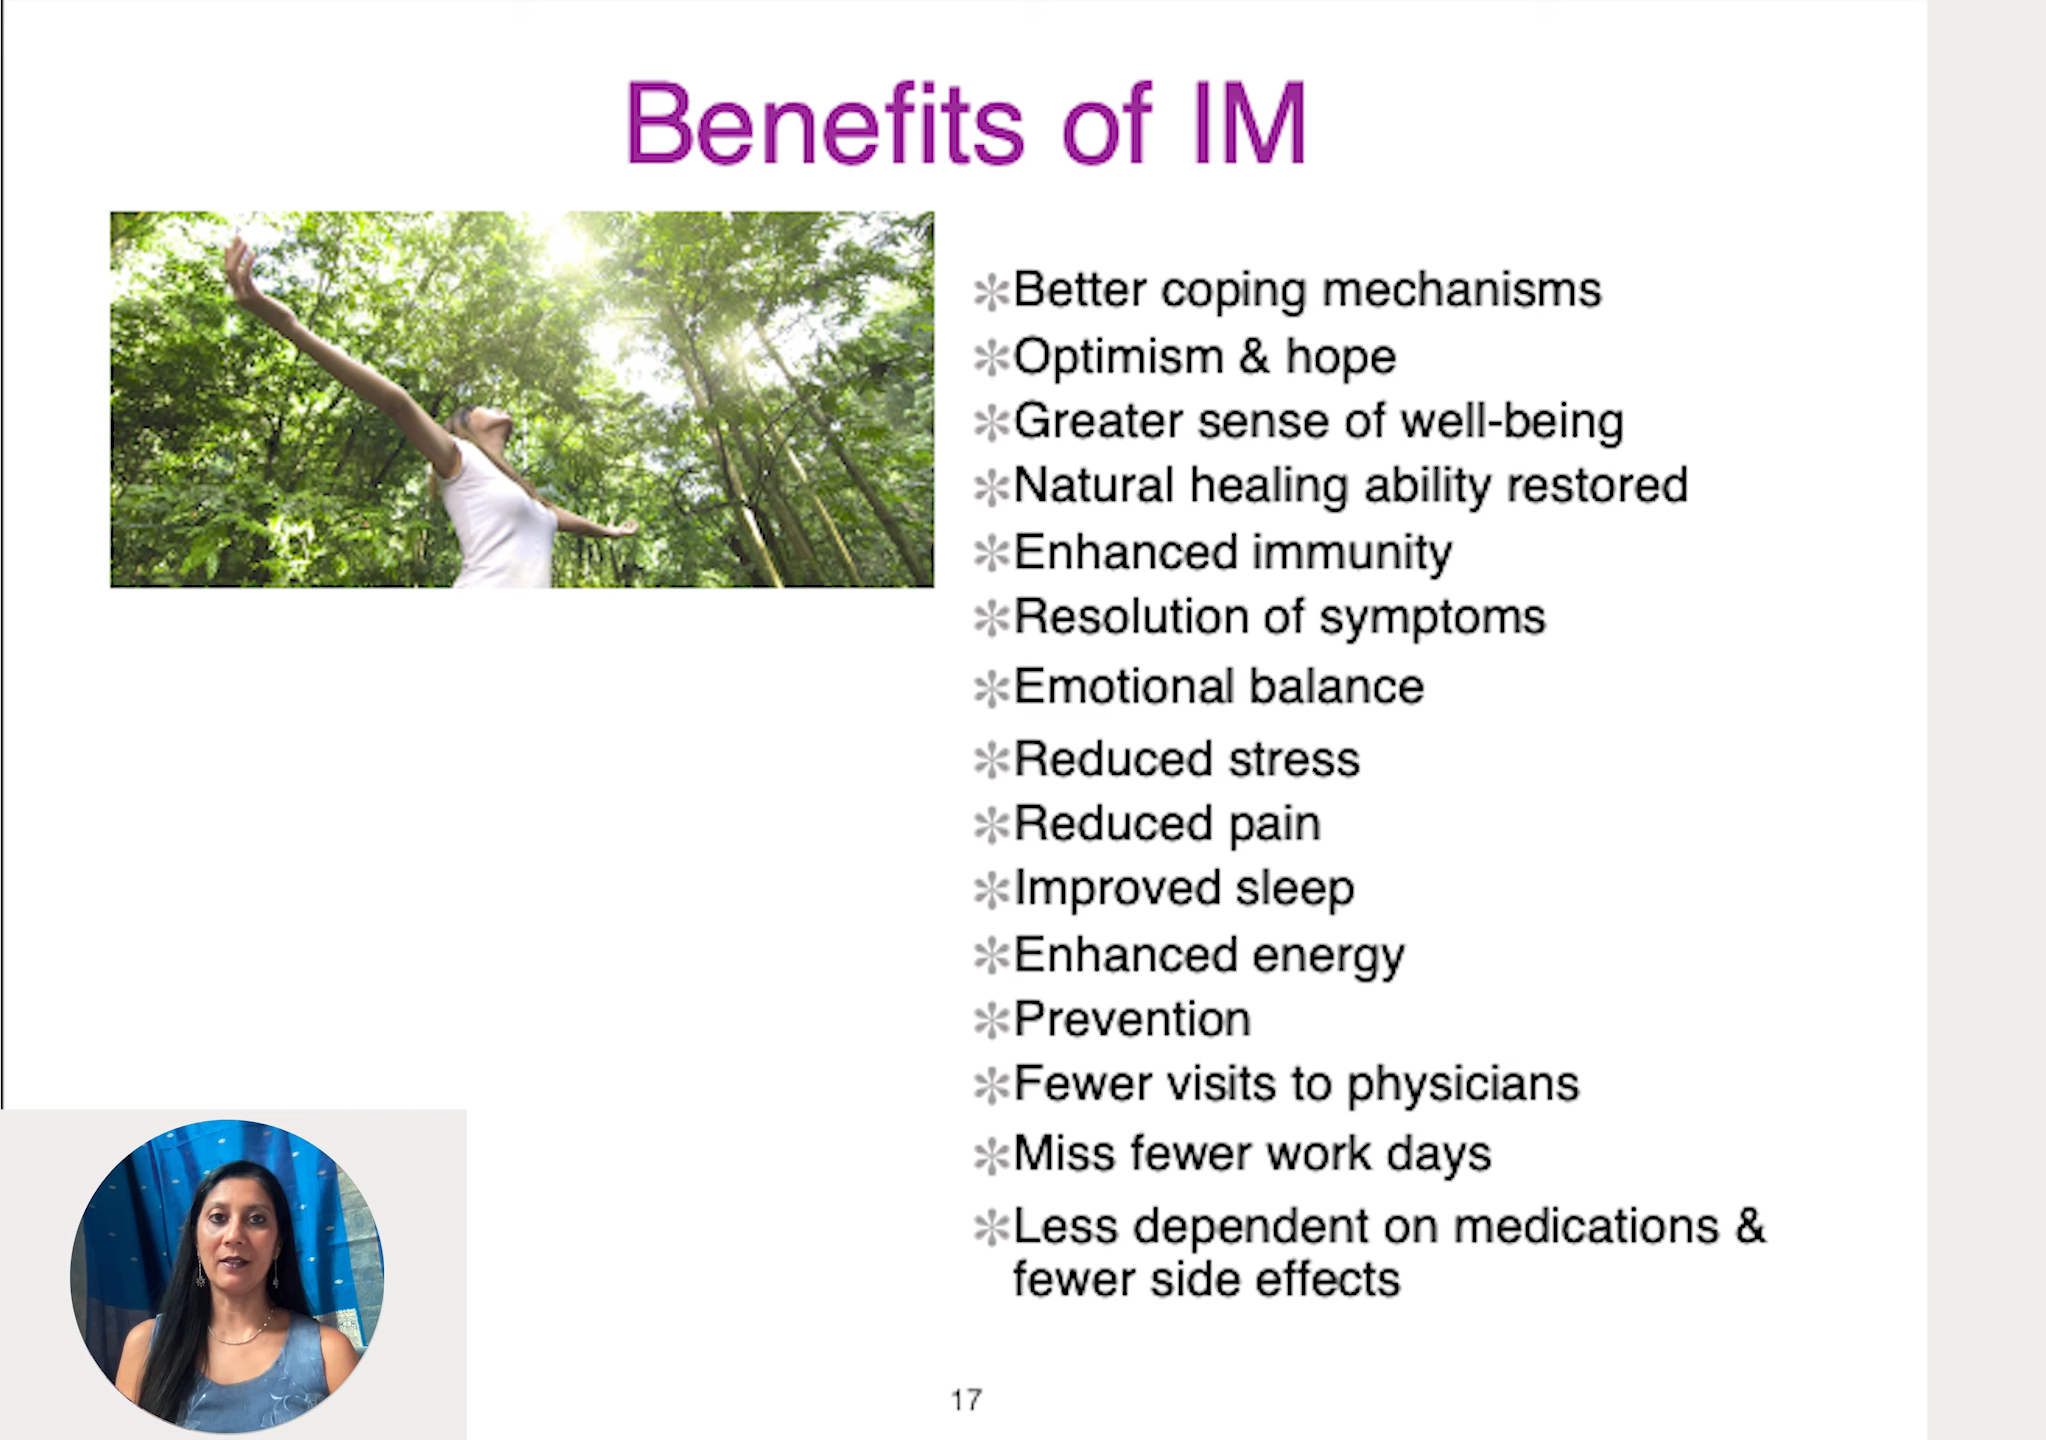 Benefits of IM
✻Better coping mechanisms
✻Optimism & hope
✻Greater sense of well-being
✻Natural healing ability restored
✻Enhanced immunity
✻Resolution of symptoms
✻Emotional balance
✻Reduced stress
✻Reduced pain
✻Improved sleep
✻Enhanced energy
✻Prevention
✻Fewer visits to physicians
✻Miss fewer work days
✻Less dependent on medications &
fewer side effects
17